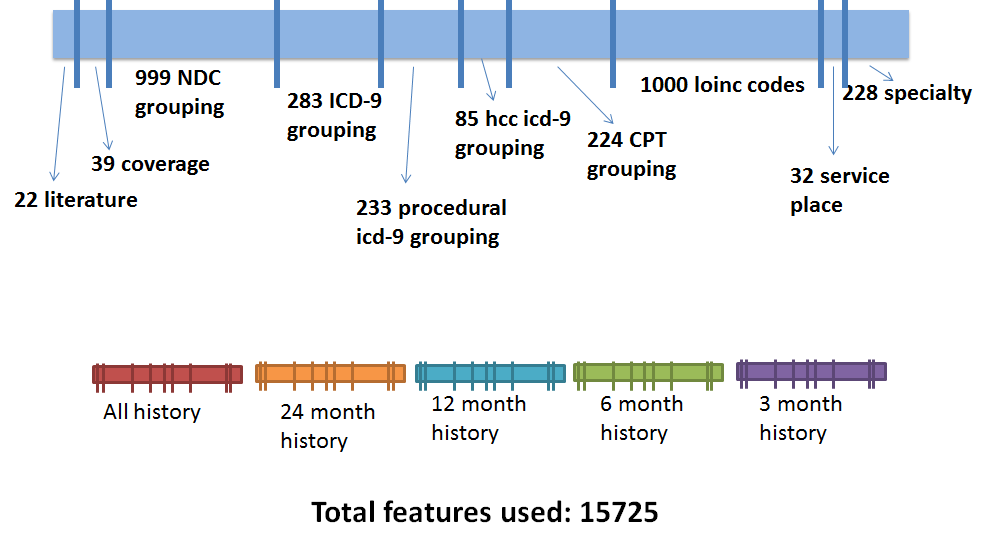 999 NDC
grouping
283 ICD-9
grouping
1000 loinc codes
228 specialty
85 hcc icd-9
grouping
224 CPT
grouping
39 coverage
32 service
place
22 literature
233 procedural
icd-9 grouping
All history
24 month
history
12 month
history
6 month
history
3 month
history
Total features used: 15725